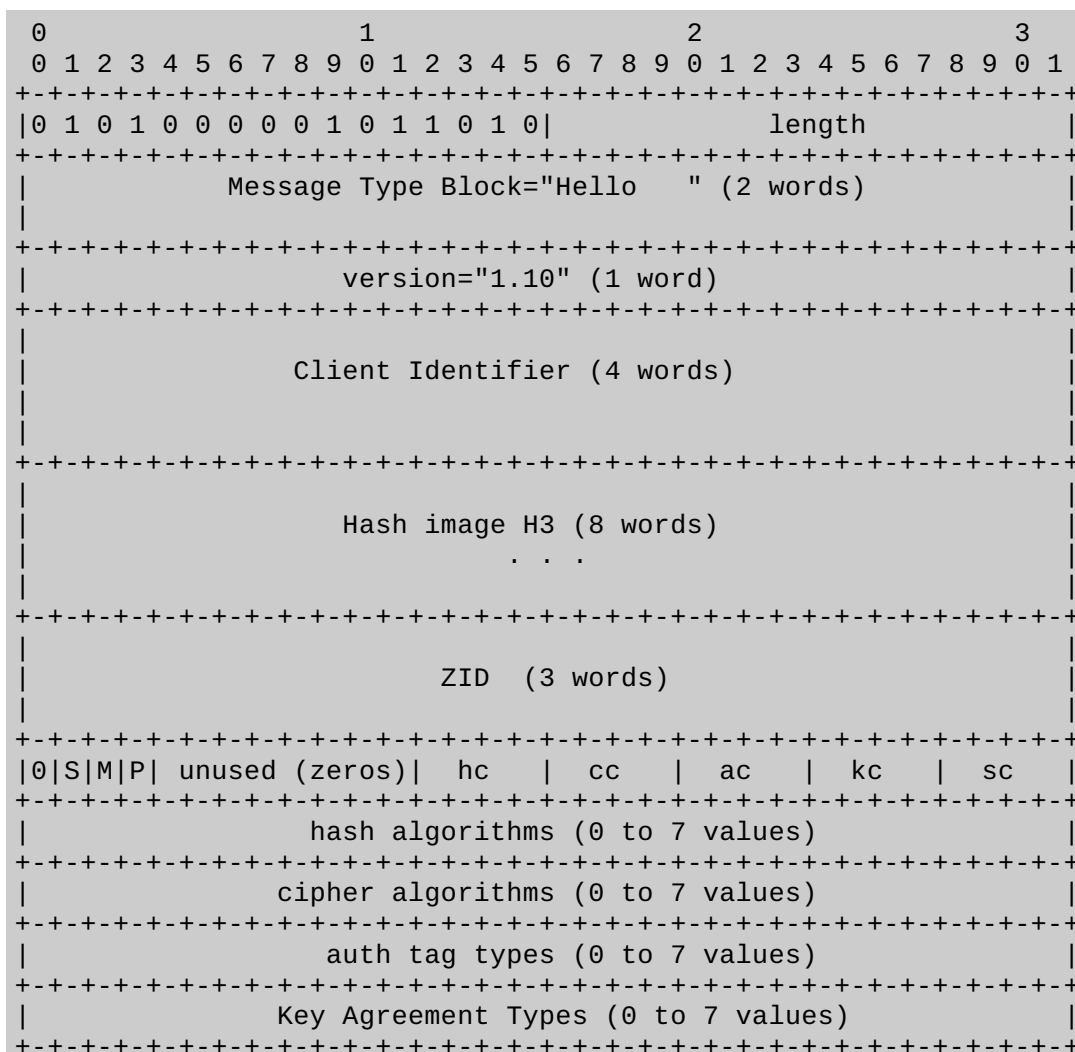 0                   1                   2                   3
0 1 2 3 4 5 6 7 8 9 0 1 2 3 4 5 6 7 8 9 0 1 2 3 4 5 6 7 8 9 0 1
+-+-+-+-+-+-+-+-+-+-+-+-+-+-+-+-+-+-+-+-+-+-+-+-+-+-+-+-+-+-+-+-+
|0 1 0 1 0 0 0 0 0 1 0 1 1 0 1 0|             length            |
+-+-+-+-+-+-+-+-+-+-+-+-+-+-+-+-+-+-+-+-+-+-+-+-+-+-+-+-+-+-+-+-+
|            Message Type Block="Hello   " (2 words)            |
|                                                               |
+-+-+-+-+-+-+-+-+-+-+-+-+-+-+-+-+-+-+-+-+-+-+-+-+-+-+-+-+-+-+-+-+
|                   version="1.10" (1 word)                     |
+-+-+-+-+-+-+-+-+-+-+-+-+-+-+-+-+-+-+-+-+-+-+-+-+-+-+-+-+-+-+-+-+
|                                                               |
|                Client Identifier (4 words)                    |
|                                                               |
|                                                               |
+-+-+-+-+-+-+-+-+-+-+-+-+-+-+-+-+-+-+-+-+-+-+-+-+-+-+-+-+-+-+-+-+
|                                                               |
|                   Hash image H3 (8 words)                     |
|                             . . .                             |
|                                                               |
+-+-+-+-+-+-+-+-+-+-+-+-+-+-+-+-+-+-+-+-+-+-+-+-+-+-+-+-+-+-+-+-+
|                                                               |
|                         ZID  (3 words)                        |
|                                                               |
+-+-+-+-+-+-+-+-+-+-+-+-+-+-+-+-+-+-+-+-+-+-+-+-+-+-+-+-+-+-+-+-+
|0|S|M|P| unused (zeros)|  hc   |  cc   |  ac   |  kc   |  sc   |
+-+-+-+-+-+-+-+-+-+-+-+-+-+-+-+-+-+-+-+-+-+-+-+-+-+-+-+-+-+-+-+-+
|                 hash algorithms (0 to 7 values)               |
+-+-+-+-+-+-+-+-+-+-+-+-+-+-+-+-+-+-+-+-+-+-+-+-+-+-+-+-+-+-+-+-+
|               cipher algorithms (0 to 7 values)               |
+-+-+-+-+-+-+-+-+-+-+-+-+-+-+-+-+-+-+-+-+-+-+-+-+-+-+-+-+-+-+-+-+
|                  auth tag types (0 to 7 values)               |
+-+-+-+-+-+-+-+-+-+-+-+-+-+-+-+-+-+-+-+-+-+-+-+-+-+-+-+-+-+-+-+-+
|               Key Agreement Types (0 to 7 values)             |
+-+-+-+-+-+-+-+-+-+-+-+-+-+-+-+-+-+-+-+-+-+-+-+-+-+-+-+-+-+-+-+-+